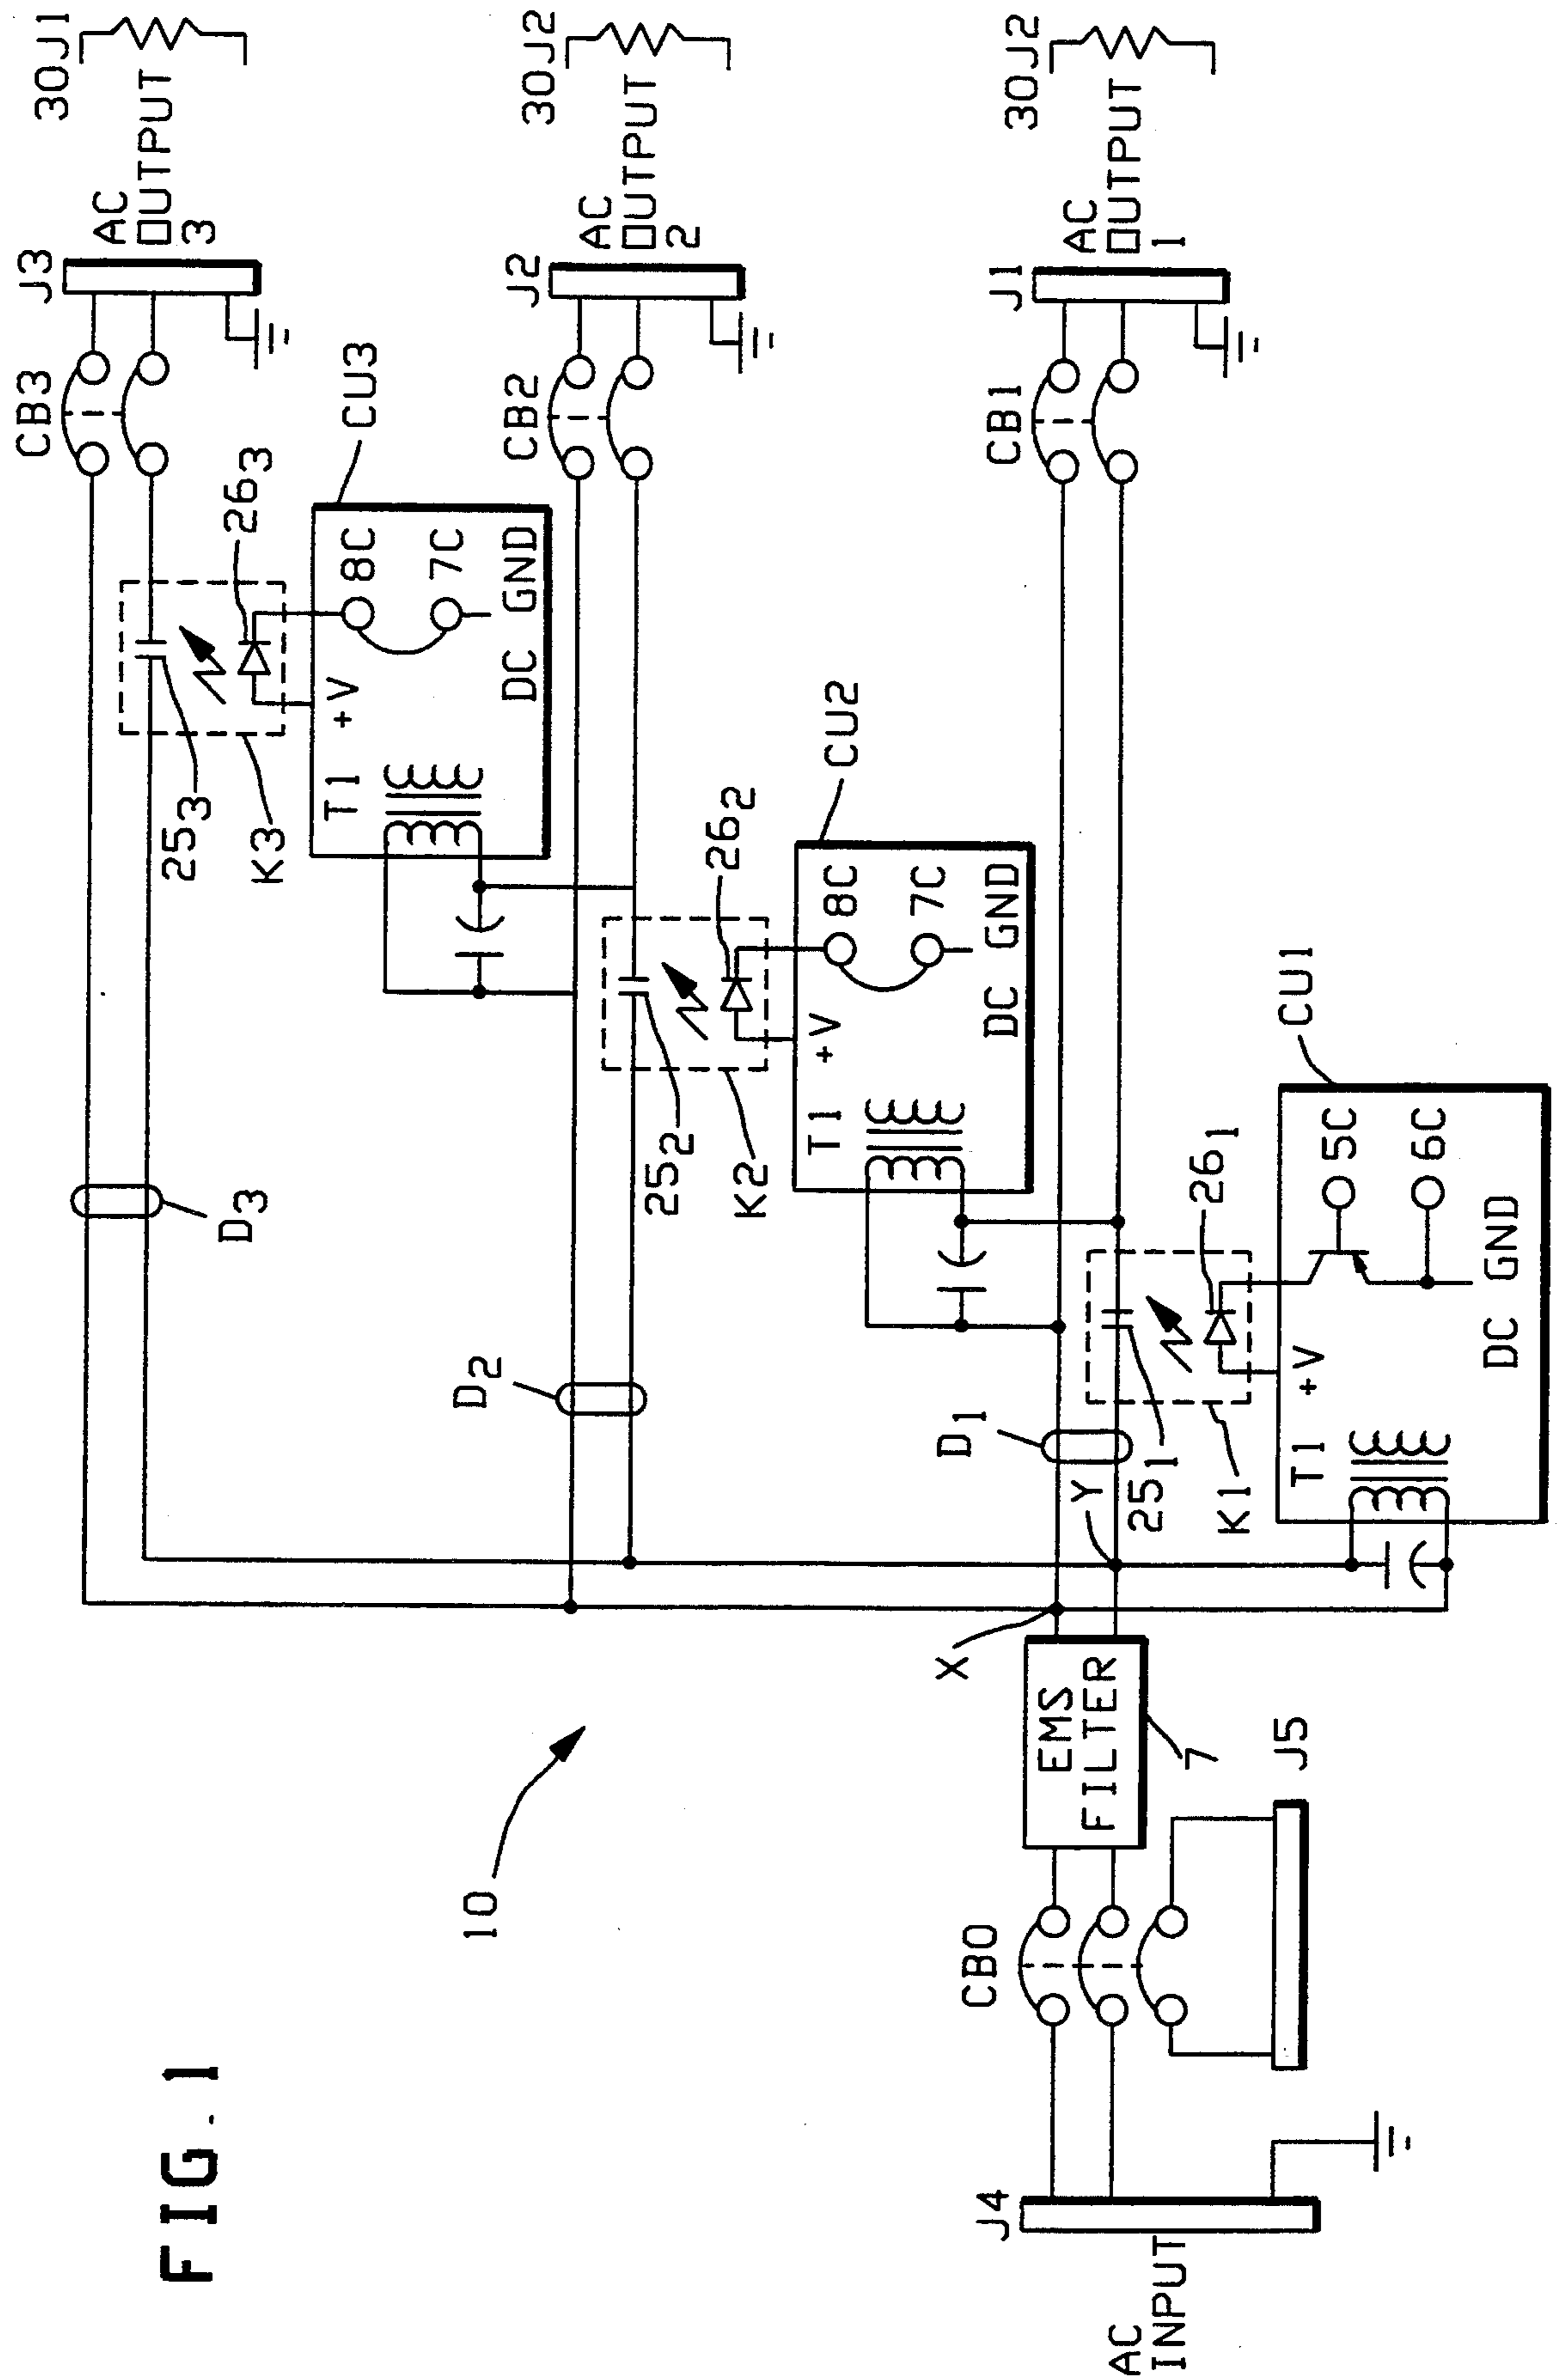 FIG. 1
10
AC
INPUT
J4
CB0
J5
EMS
FILTER
7
X
Y
D1
D2
D3
251
K1
261
T1
+V
5C
6C
DC GND
CU1
252
K2
262
T1
+V
8C
7C
DC GND
CU2
253
K3
263
T1
+V
8C
7C
DC GND
CU3
CB3
J3
AC
OUTPUT
3
30J1
CB2
J2
AC
OUTPUT
2
30J2
CB1
J1
AC
OUTPUT
1
30J2